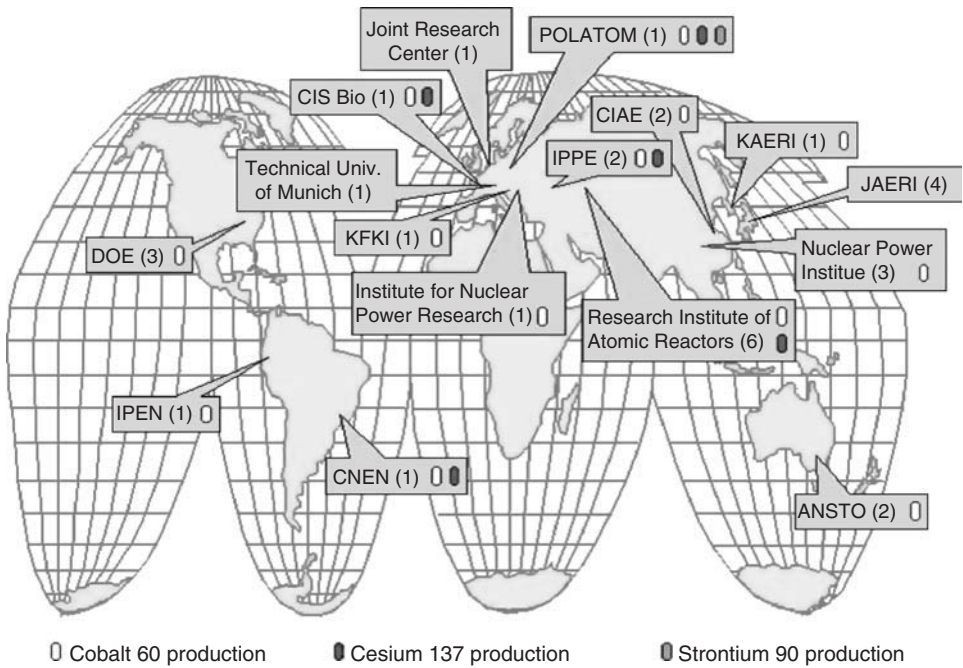 Joint Research
Center (1)
POLATOM (1)
CIS Bio (1)
CIAE (2)
KAERI (1)
Technical Univ.
of Munich (1)
IPPE (2)
JAERI (4)
DOE (3)
KFKI (1)
Nuclear Power
Institue (3)
Institute for Nuclear
Power Research (1)
Research Institute of
Atomic Reactors (6)
IPEN (1)
CNEN (1)
ANSTO (2)
Cobalt 60 production
Cesium 137 production
Strontium 90 production